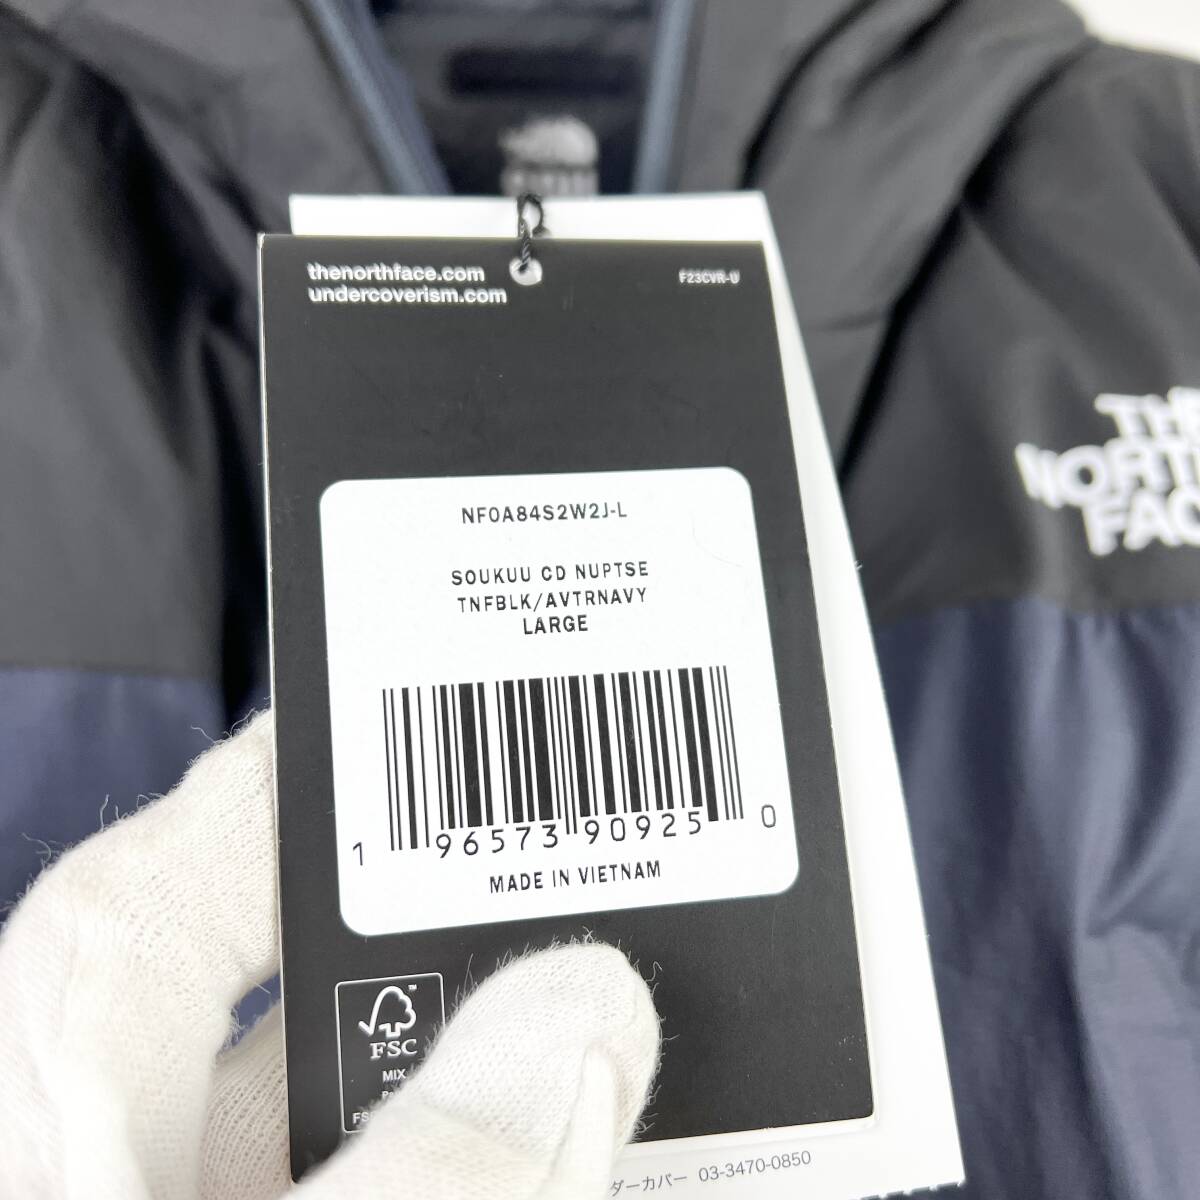 thenorthface.com
undercoverism.com
F23CVR-U
NF0A84S2W2J-L
SOUKUU CD NUPTSE
TNFBLK/AVTRNAVY
LARGE
1 96573 90925 0
MADE IN VIETNAM
FSC
MIX
ダーカバー 03-3470-0850
THE
NORTH
FACE